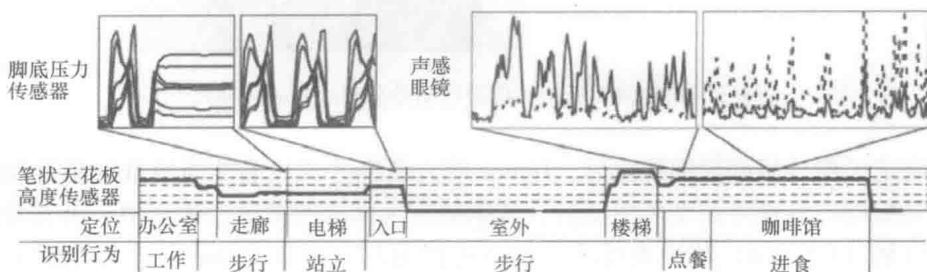 脚底压力
传感器
声感
眼镜
笔状天花板
高度传感器
定位 办公室 走廊 电梯 入口 室外 楼梯 咖啡馆
识别行为 工作 步行 站立 步行 点餐 进食